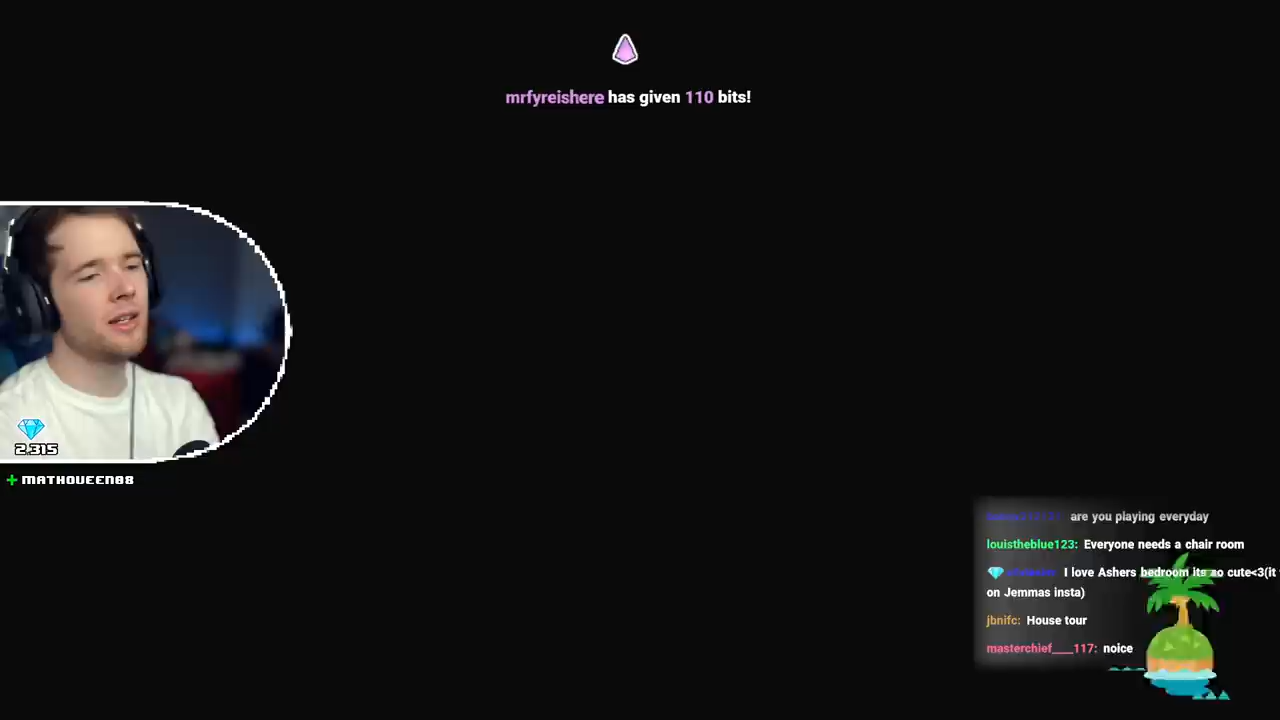 mrfyreishere has given 110 bits!
2,315
+ MATHQUEEN88
are you playing everyday
louistheblue123: Everyone needs a chair room
I love Ashers bedroom its so cute<3(it
on Jemmas insta)
jbnifc: House tour
masterchief___117: noice